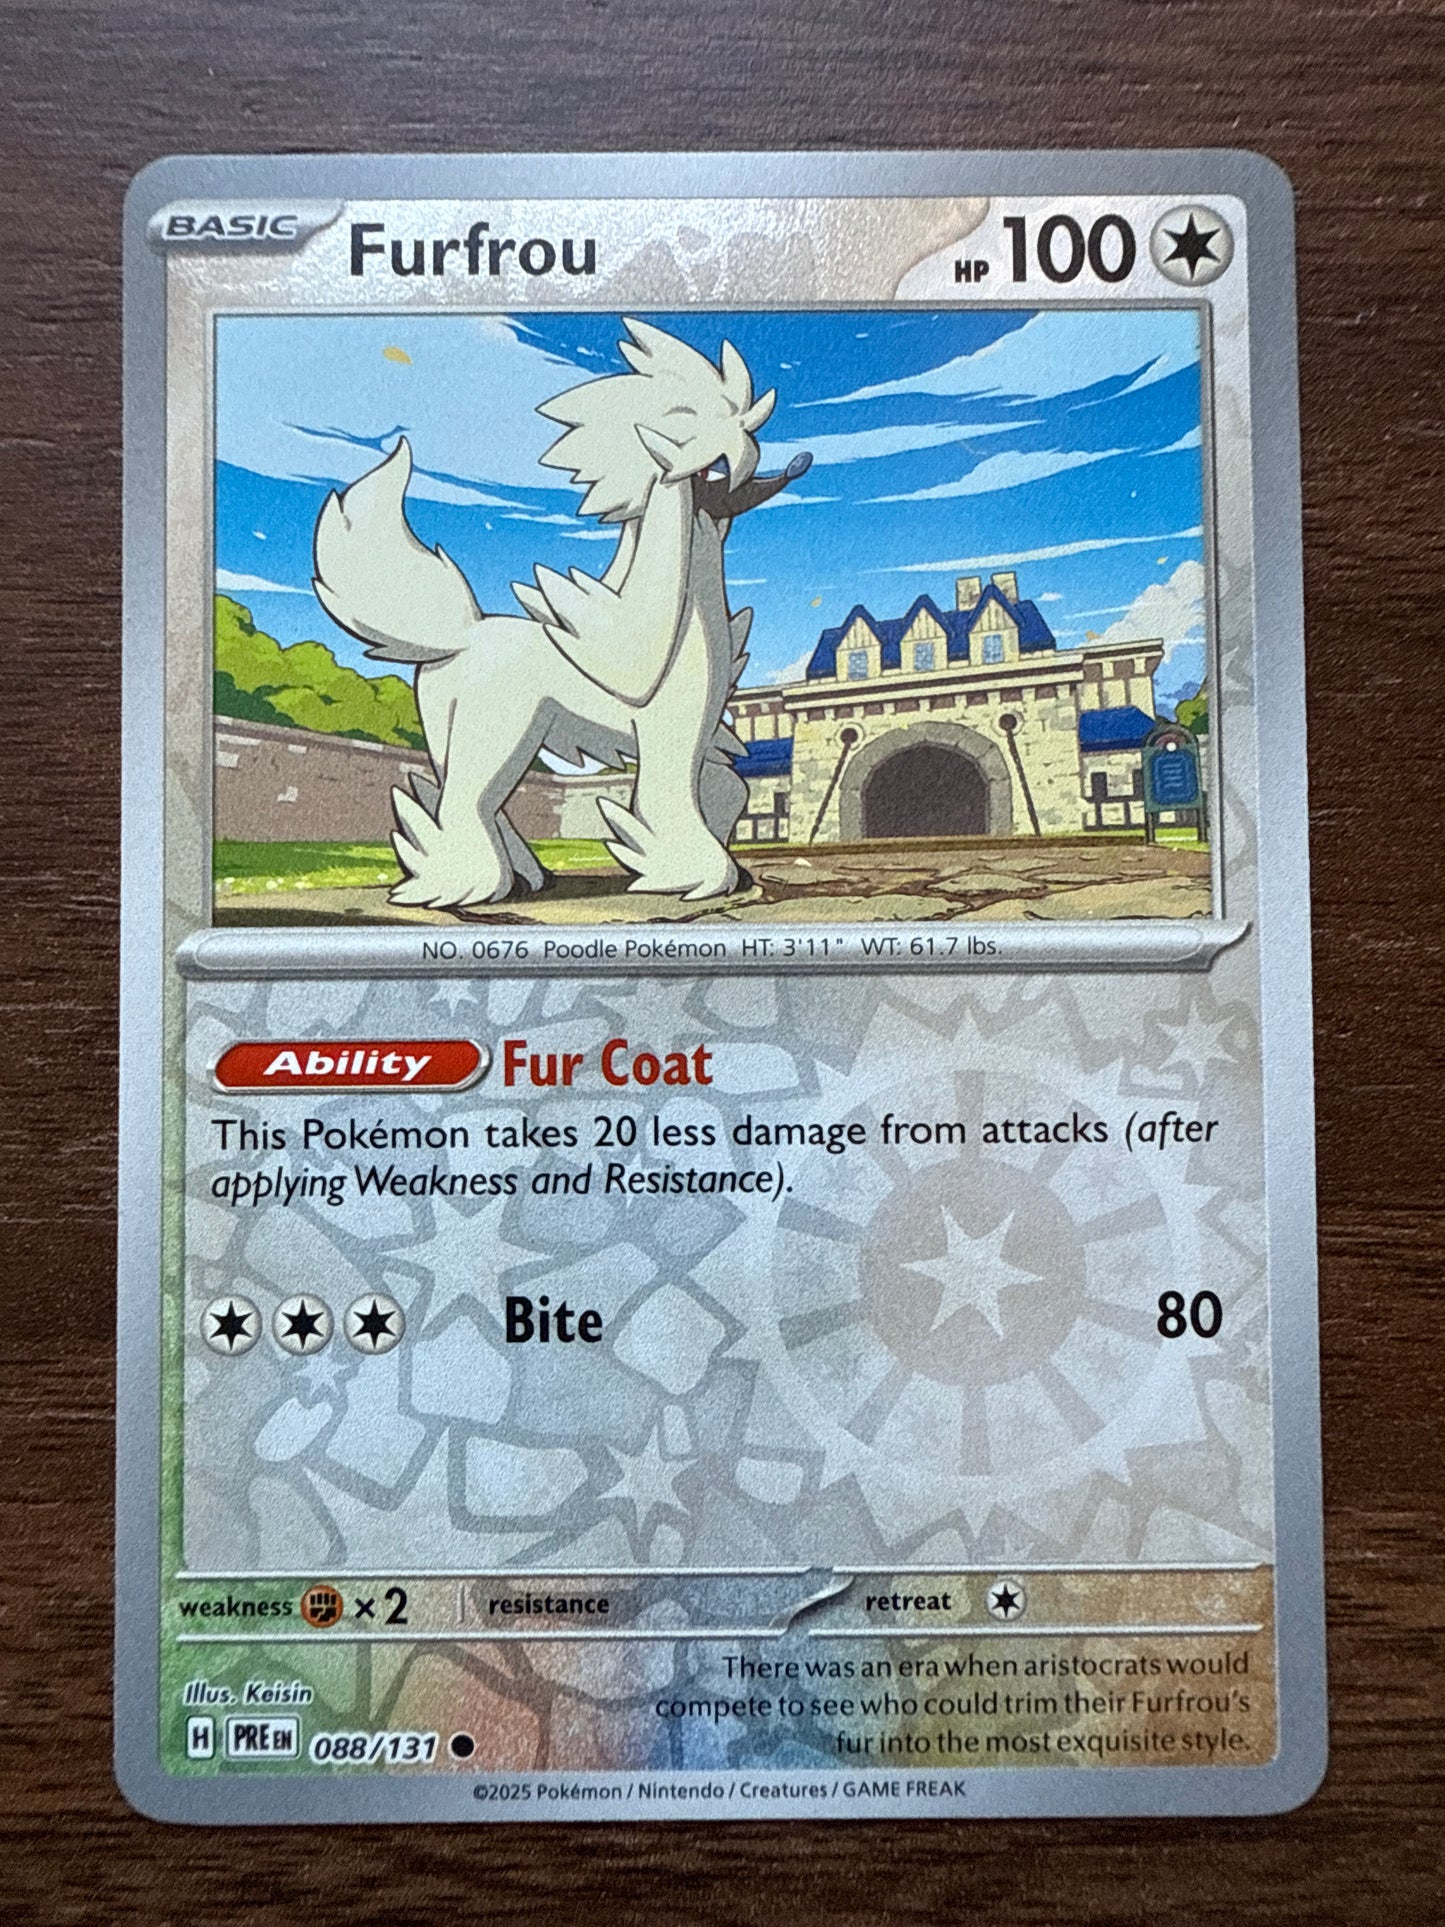 BASIC Furfrou HP 100
NO. 0676 Poodle Pokémon HT: 3'11" WT: 61.7 lbs.
Ability Fur Coat
This Pokémon takes 20 less damage from attacks (after
applying Weakness and Resistance).
Bite 80
weakness ×2 resistance retreat
There was an era when aristocrats would
compete to see who could trim their Furfrou's
fur into the most exquisite style.
Illus. Keisin
H PRE EN 088/131
©2025 Pokémon / Nintendo / Creatures / GAME FREAK